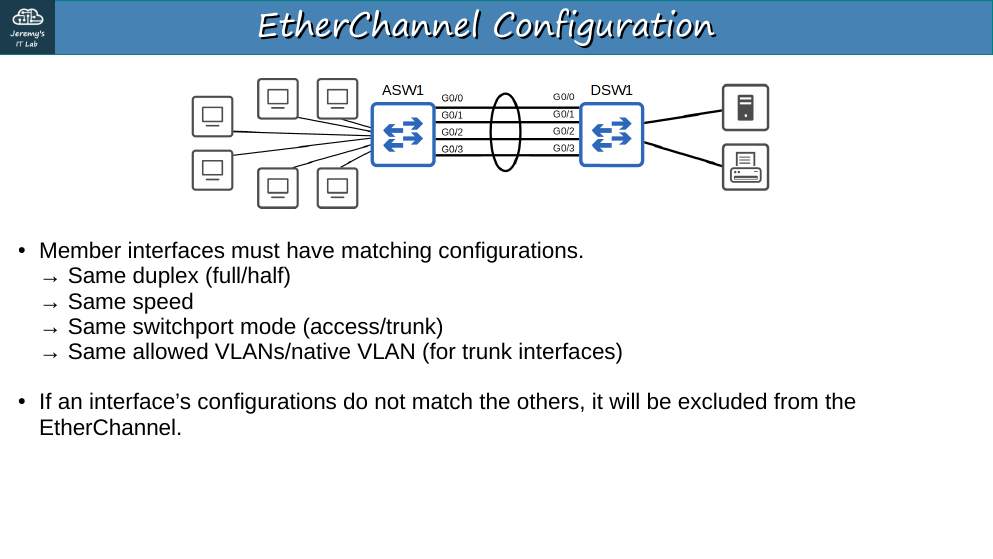 Jeremy's
IT Lab
EtherChannel Configuration
ASW1
DSW1
G0/0
G0/0
G0/1
G0/1
G0/2
G0/2
G0/3
G0/3
• Member interfaces must have matching configurations.
→ Same duplex (full/half)
→ Same speed
→ Same switchport mode (access/trunk)
→ Same allowed VLANs/native VLAN (for trunk interfaces)
• If an interface’s configurations do not match the others, it will be excluded from the
EtherChannel.